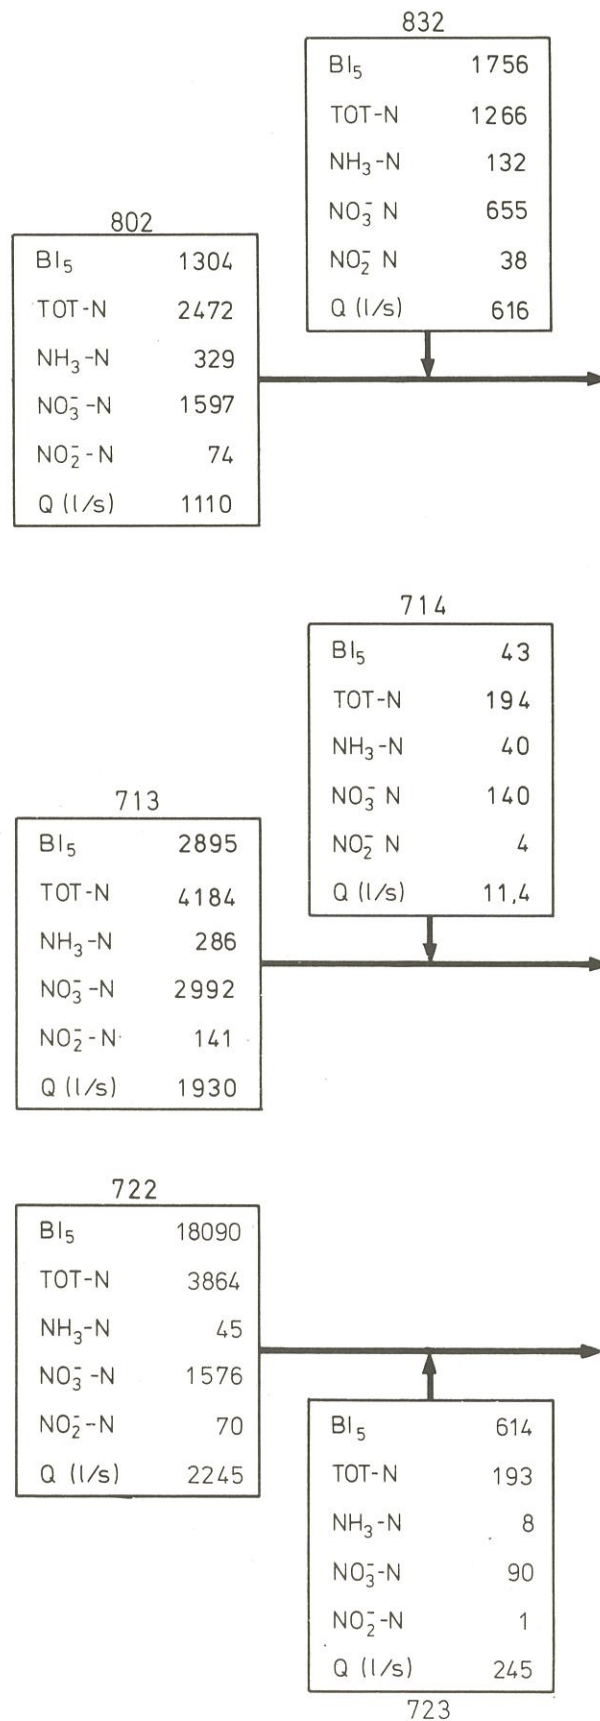 832
BI₅ 1756
TOT-N 1266
NH₃-N 132
NO₃⁻ N 655
NO₂⁻ N 38
Q (l/s) 616
802
BI₅ 1304
TOT-N 2472
NH₃-N 329
NO₃⁻-N 1597
NO₂⁻-N 74
Q (l/s) 1110
714
BI₅ 43
TOT-N 194
NH₃-N 40
NO₃⁻ N 140
NO₂⁻ N 4
Q (l/s) 11,4
713
BI₅ 2895
TOT-N 4184
NH₃-N 286
NO₃⁻-N 2992
NO₂⁻-N 141
Q (l/s) 1930
722
BI₅ 18090
TOT-N 3864
NH₃-N 45
NO₃⁻-N 1576
NO₂⁻-N 70
Q (l/s) 2245
BI₅ 614
TOT-N 193
NH₃-N 8
NO₃⁻-N 90
NO₂⁻-N 1
Q (l/s) 245
723